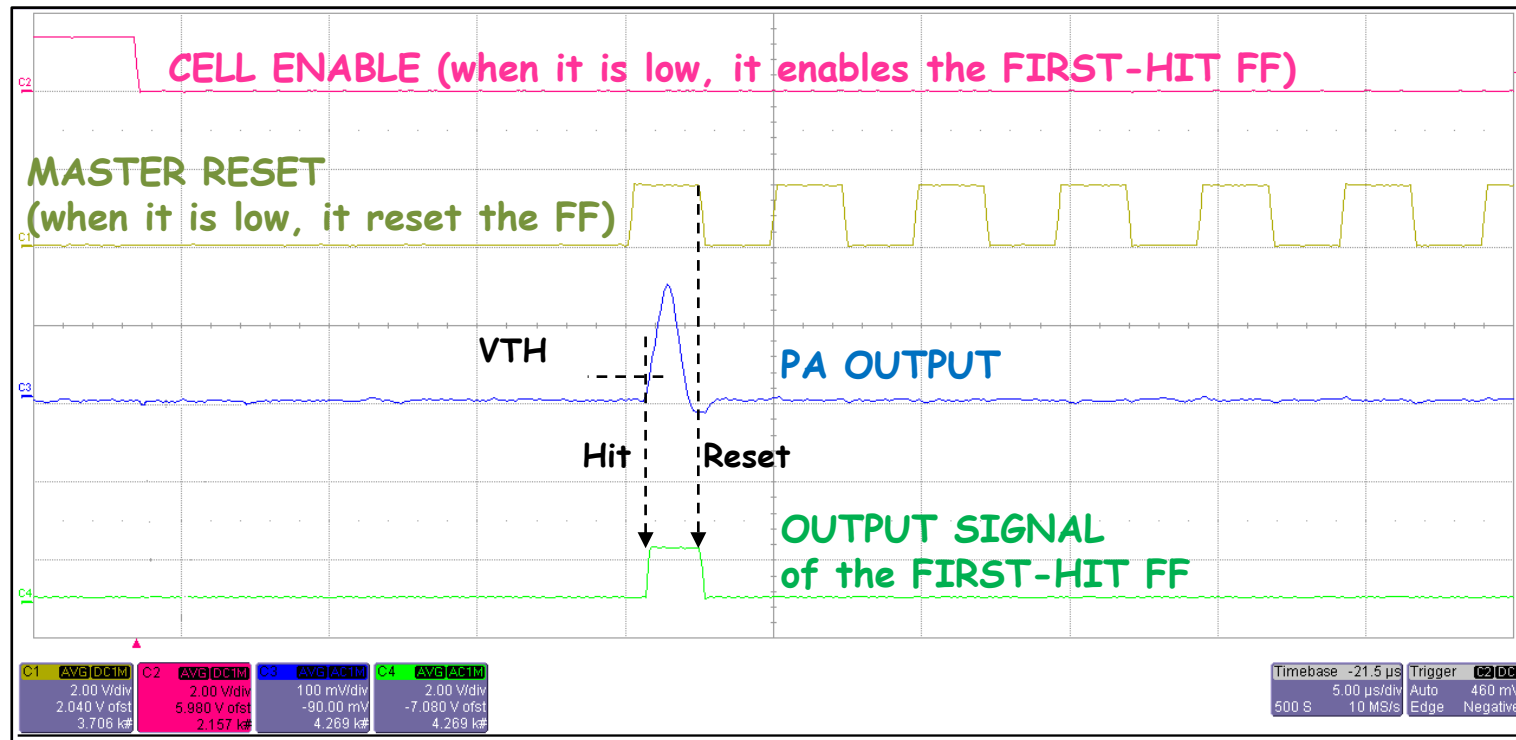 CELL ENABLE (when it is low, it enables the FIRST-HIT FF)
C2
MASTER RESET
(when it is low, it reset the FF)
C1
VTH
PA OUTPUT
C3
Hit
Reset
OUTPUT SIGNAL
of the FIRST-HIT FF
C4
C1 AVG DC1M
2.00 V/div
2.040 V ofst
3.706 k#
C2 AVG DC1M
2.00 V/div
5.980 V ofst
2.157 k#
C3 AVG AC1M
100 mV/div
-90.00 mV
4.269 k#
C4 AVG AC1M
2.00 V/div
-7.080 V ofst
4.269 k#
Timebase -21.5 µs
5.00 µs/div
500 S 10 MS/s
Trigger C2 DC
Auto 460 mV
Edge Negative